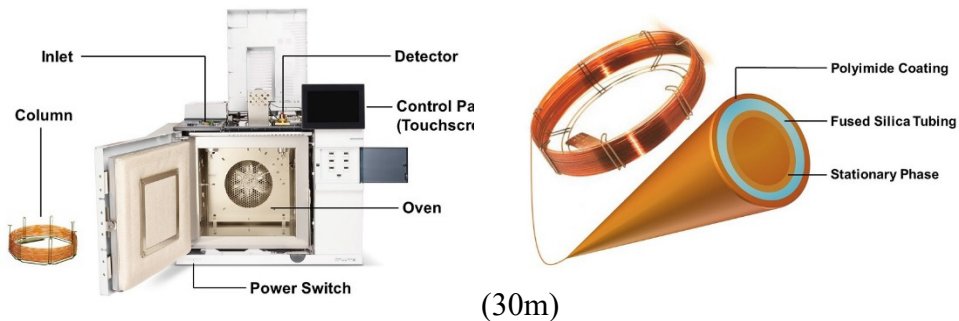 Inlet
Detector
Column
Control Pa
(Touchscre
Oven
Power Switch
Polyimide Coating
Fused Silica Tubing
Stationary Phase
(30m)